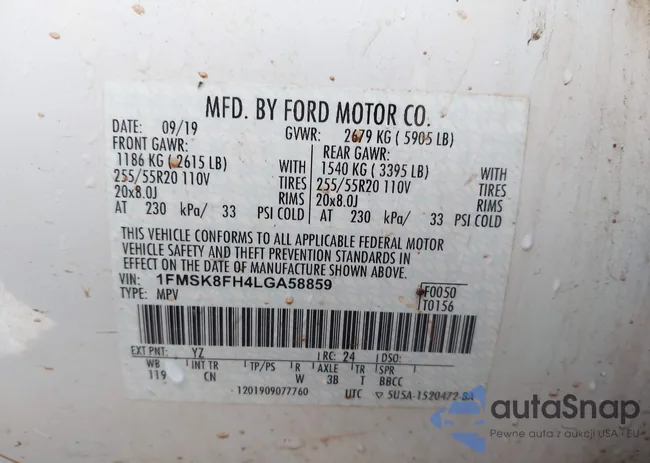 MFD. BY FORD MOTOR CO.
DATE: 09/19 GVWR: 2679 KG ( 5905 LB)
FRONT GAWR: REAR GAWR:
1186 KG ( 2615 LB) WITH 1540 KG ( 3395 LB) WITH
255/55R20 110V TIRES 255/55R20 110V TIRES
20x8.0J RIMS 20x8.0J RIMS
AT 230 kPa/ 33 PSI COLD AT 230 kPa/ 33 PSI COLD
THIS VEHICLE CONFORMS TO ALL APPLICABLE FEDERAL MOTOR
VEHICLE SAFETY AND THEFT PREVENTION STANDARDS IN
EFFECT ON THE DATE OF MANUFACTURE SHOWN ABOVE.
VIN: 1FMSK8FH4LGA58859 F0050
TYPE: MPV T0156
EXT PNT: YZ RC: 24 DSO:
WB INT TR TP/PS R AXLE TR SPR
119 CN W 3B T BBCC
1201909077760 UTC ▽ 5U5A-1520472-BA
autaSnap
Pewne auta z aukcji USA i EU